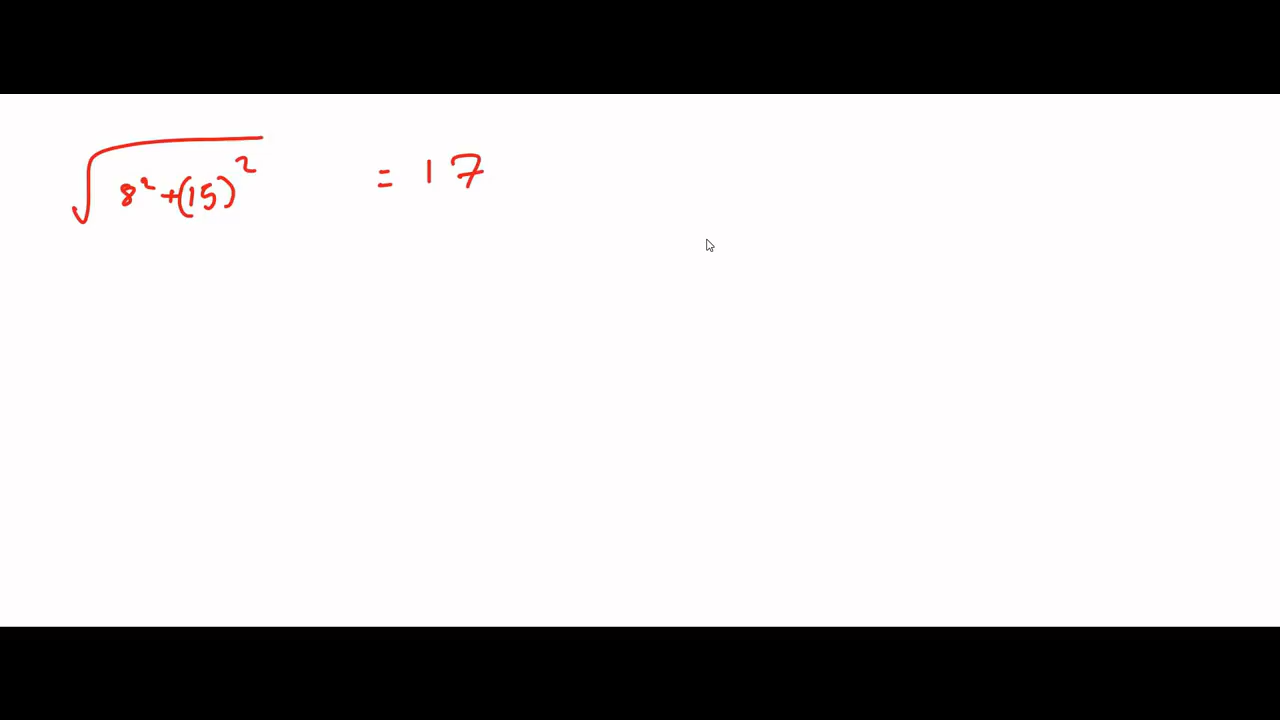 √(8² + (15)²) = 17